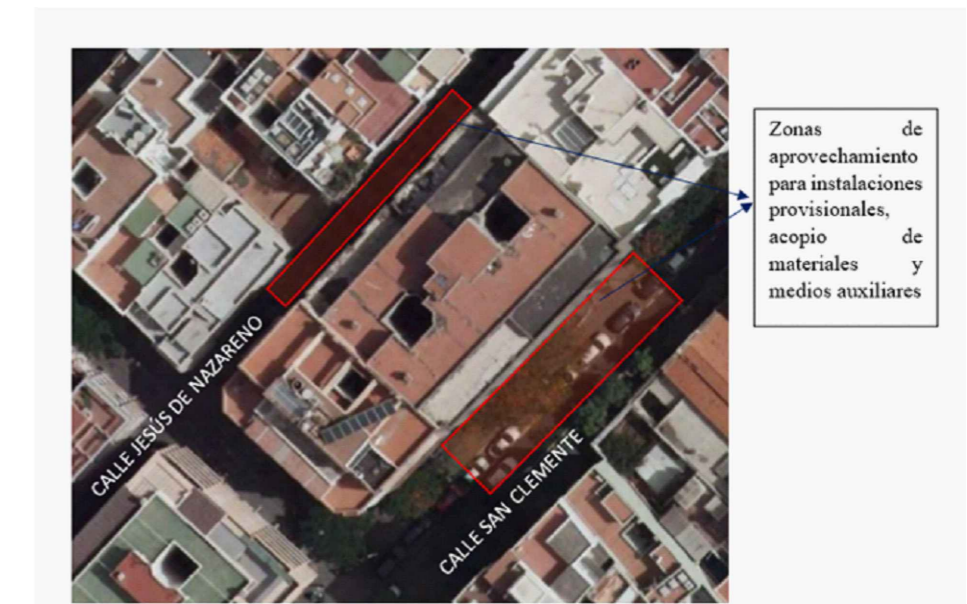 Zonas de
aprovechamiento
para instalaciones
provisionales,
acopio de
materiales y
medios auxiliares
CALLE JESÚS DE NAZARENO
CALLE SAN CLEMENTE